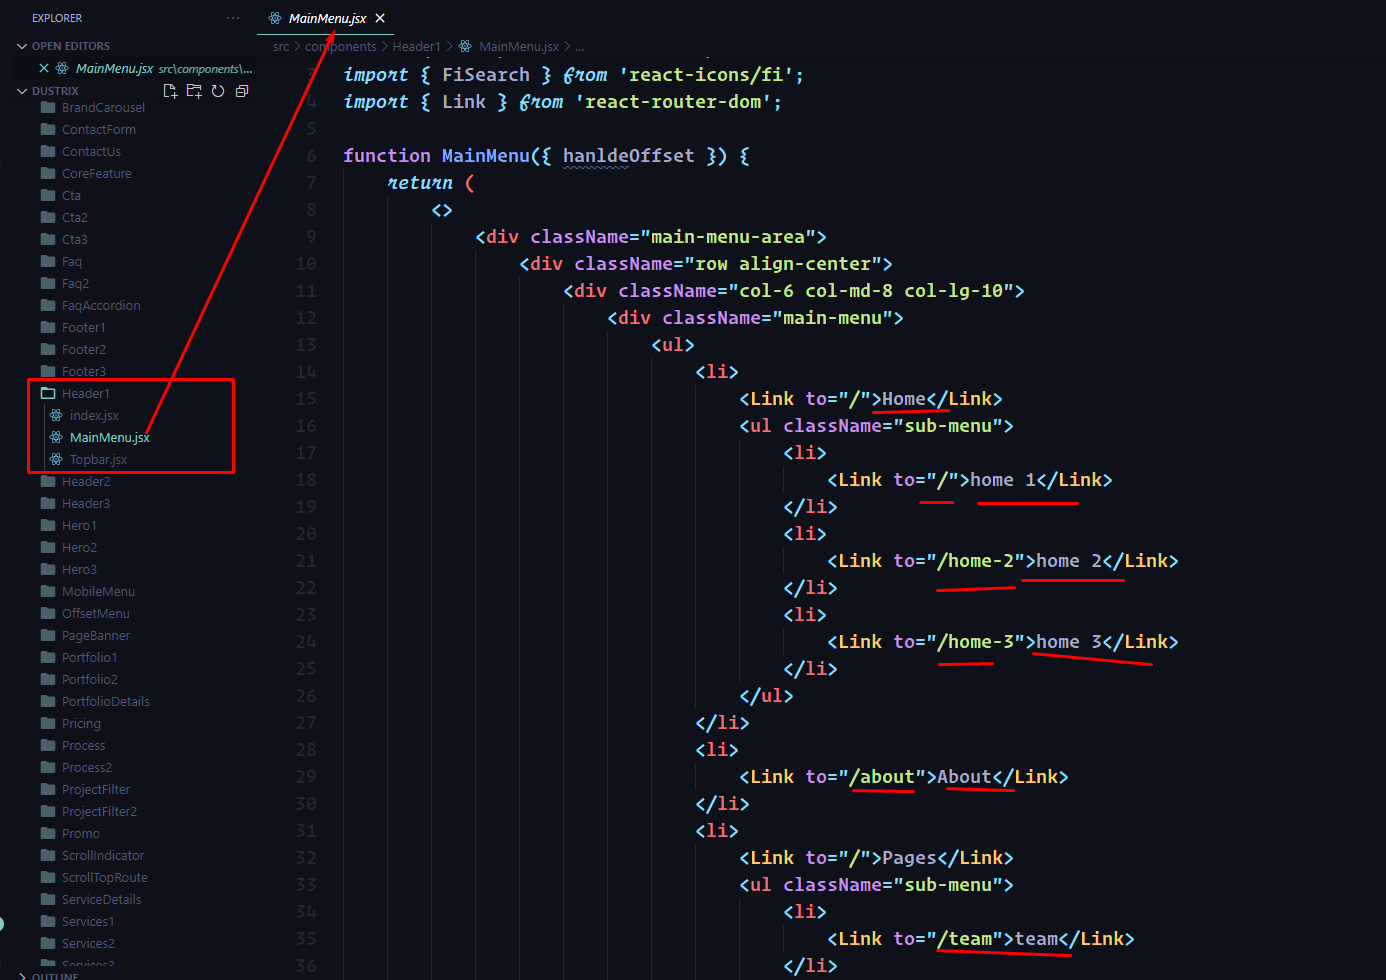 EXPLORER
...
OPEN EDITORS
MainMenu.jsx src\components\...
DUSTRIX
BrandCarousel
ContactForm
ContactUs
CoreFeature
Cta
Cta2
Cta3
Faq
Faq2
FaqAccordion
Footer1
Footer2
Footer3
Header1
index.jsx
MainMenu.jsx
Topbar.jsx
Header2
Header3
Hero1
Hero2
Hero3
MobileMenu
OffsetMenu
PageBanner
Portfolio1
Portfolio2
PortfolioDetails
Pricing
Process
Process2
ProjectFilter
ProjectFilter2
Promo
ScrollIndicator
ScrollTopRoute
ServiceDetails
Services1
Services2
Services3
OUTLINE
MainMenu.jsx
src > components > Header1 > MainMenu.jsx > ...
3 import { FiSearch } from 'react-icons/fi';
4 import { Link } from 'react-router-dom';
5
6 function MainMenu({ hanldeOffset }) {
7 return (
8 <>
9 <div className="main-menu-area">
10 <div className="row align-center">
11 <div className="col-6 col-md-8 col-lg-10">
12 <div className="main-menu">
13 <ul>
14 <li>
15 <Link to="/">Home</Link>
16 <ul className="sub-menu">
17 <li>
18 <Link to="/">home 1</Link>
19 </li>
20 <li>
21 <Link to="/home-2">home 2</Link>
22 </li>
23 <li>
24 <Link to="/home-3">home 3</Link>
25 </li>
26 </ul>
27 </li>
28 <li>
29 <Link to="/about">About</Link>
30 </li>
31 <li>
32 <Link to="/">Pages</Link>
33 <ul className="sub-menu">
34 <li>
35 <Link to="/team">team</Link>
36 </li>